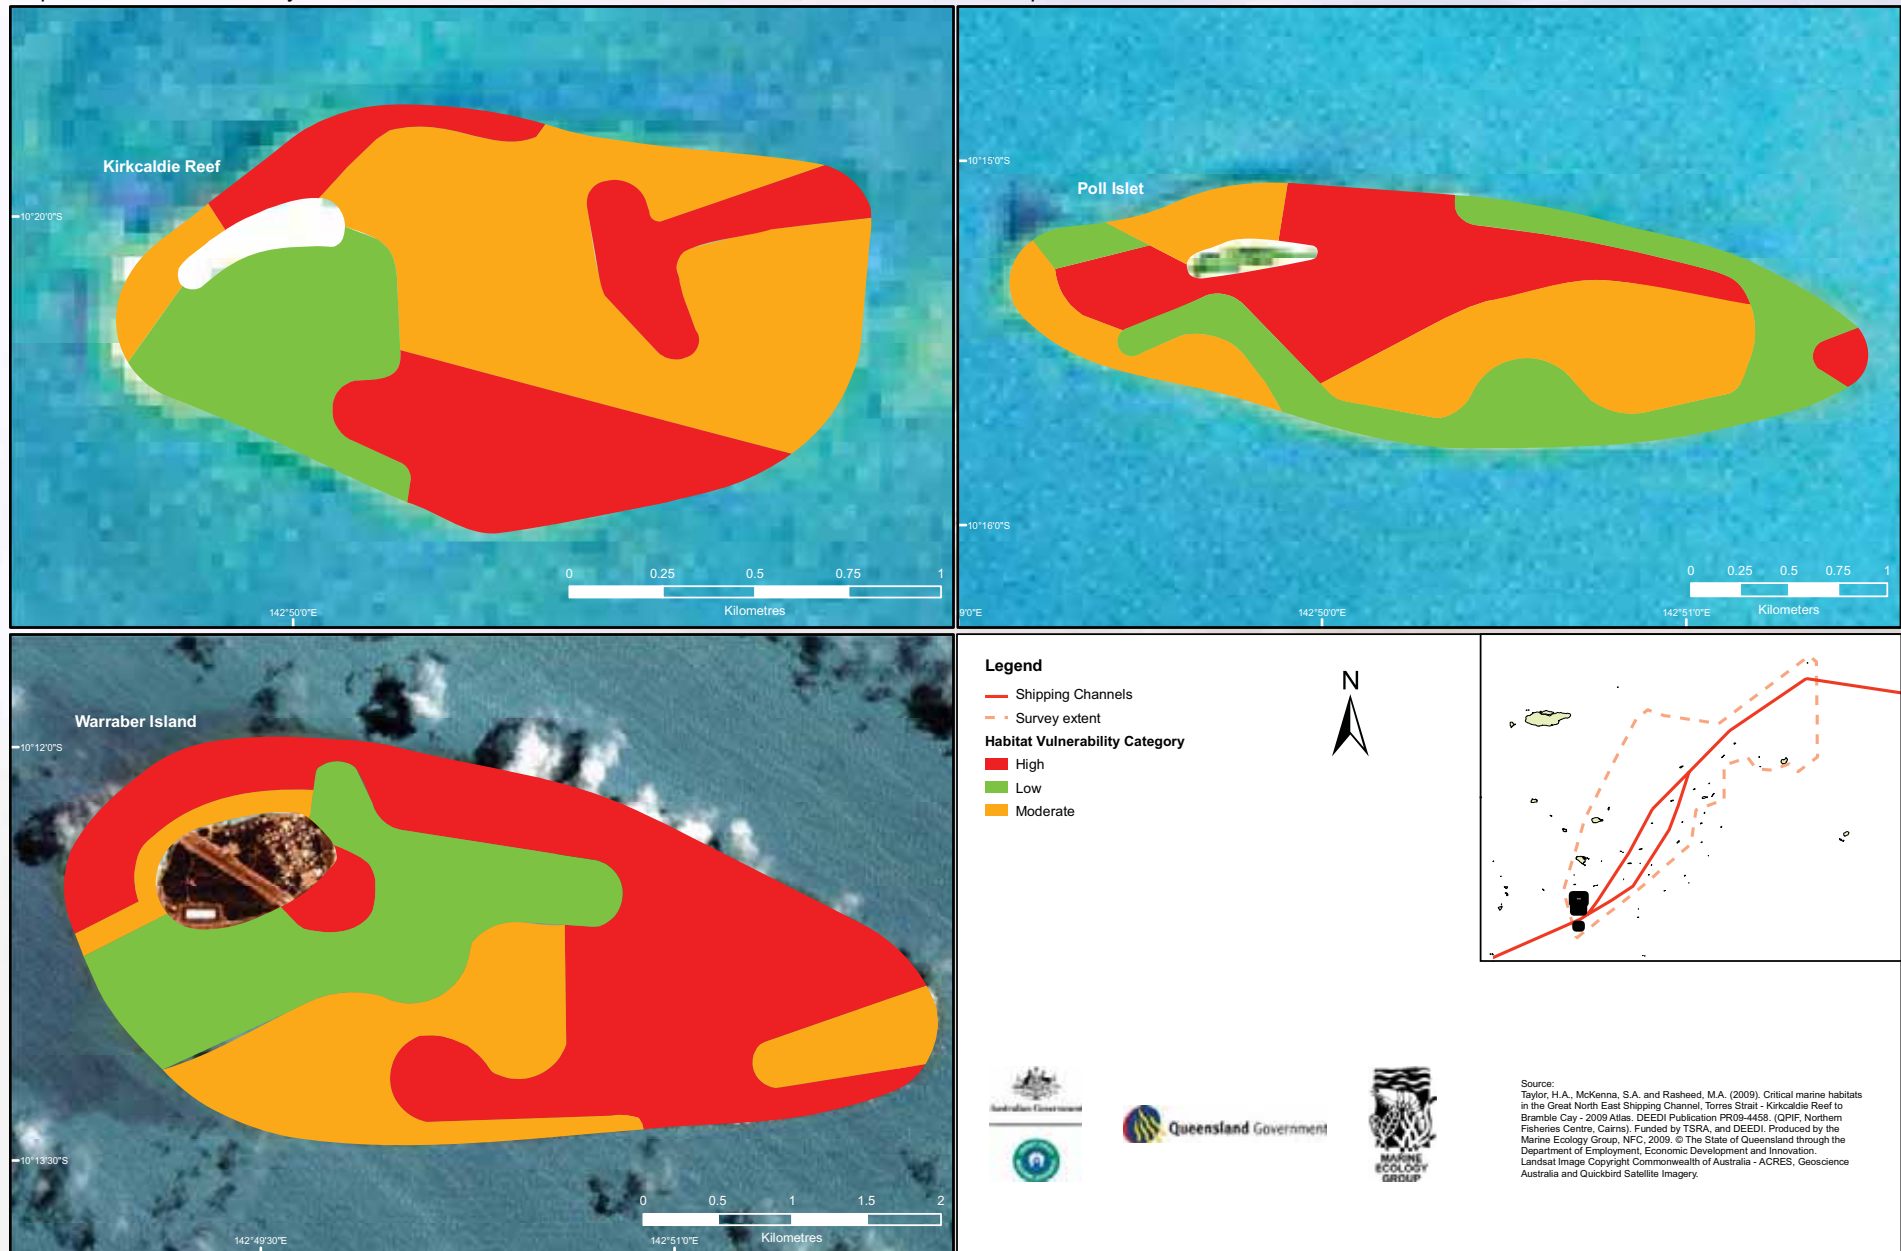 Kirkcaldie Reef
10°20'0"S
0 0.25 0.5 0.75 1
Kilometres
142°50'0"E
Poll Islet
10°15'0"S
10°16'0"S
0 0.25 0.5 0.75 1
Kilometers
9'0"E
142°50'0"E
142°51'0"E
Warraber Island
10°12'0"S
10°13'30"S
0 0.5 1 1.5 2
Kilometres
142°49'30"E
142°51'0"E
Legend
Shipping Channels
Survey extent
Habitat Vulnerability Category
High
Low
Moderate
N
Australian Government
Queensland Government
MARINE
ECOLOGY
GROUP
Source:
Taylor, H.A., McKenna, S.A. and Rasheed, M.A. (2009). Critical marine habitats
in the Great North East Shipping Channel, Torres Strait - Kirkcaldie Reef to
Bramble Cay - 2009 Atlas. DEEDI Publication PR09-4458. (QPIF, Northern
Fisheries Centre, Cairns). Funded by TSRA, and DEEDI. Produced by the
Marine Ecology Group, NFC, 2009. © The State of Queensland through the
Department of Employment, Economic Development and Innovation.
Landsat Image Copyright Commonwealth of Australia - ACRES, Geoscience
Australia and Quickbird Satellite Imagery.